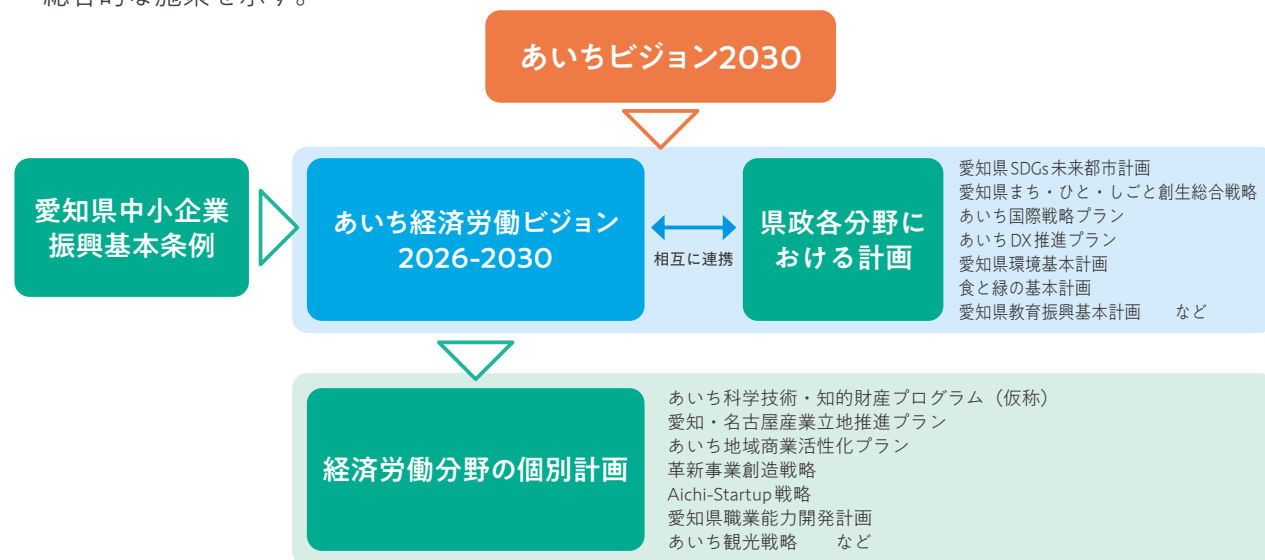 総合的な施策を示す。
あいちビジョン2030
愛知県中小企業
振興基本条例
あいち経済労働ビジョン
2026-2030
相互に連携
県政各分野に
おける計画
愛知県SDGs未来都市計画
愛知県まち・ひと・しごと創生総合戦略
あいち国際戦略プラン
あいちDX推進プラン
愛知県環境基本計画
食と緑の基本計画
愛知県教育振興基本計画　　など
経済労働分野の個別計画
あいち科学技術・知的財産プログラム（仮称）
愛知・名古屋産業立地推進プラン
あいち地域商業活性化プラン
革新事業創造戦略
Aichi-Startup戦略
愛知県職業能力開発計画
あいち観光戦略　　など